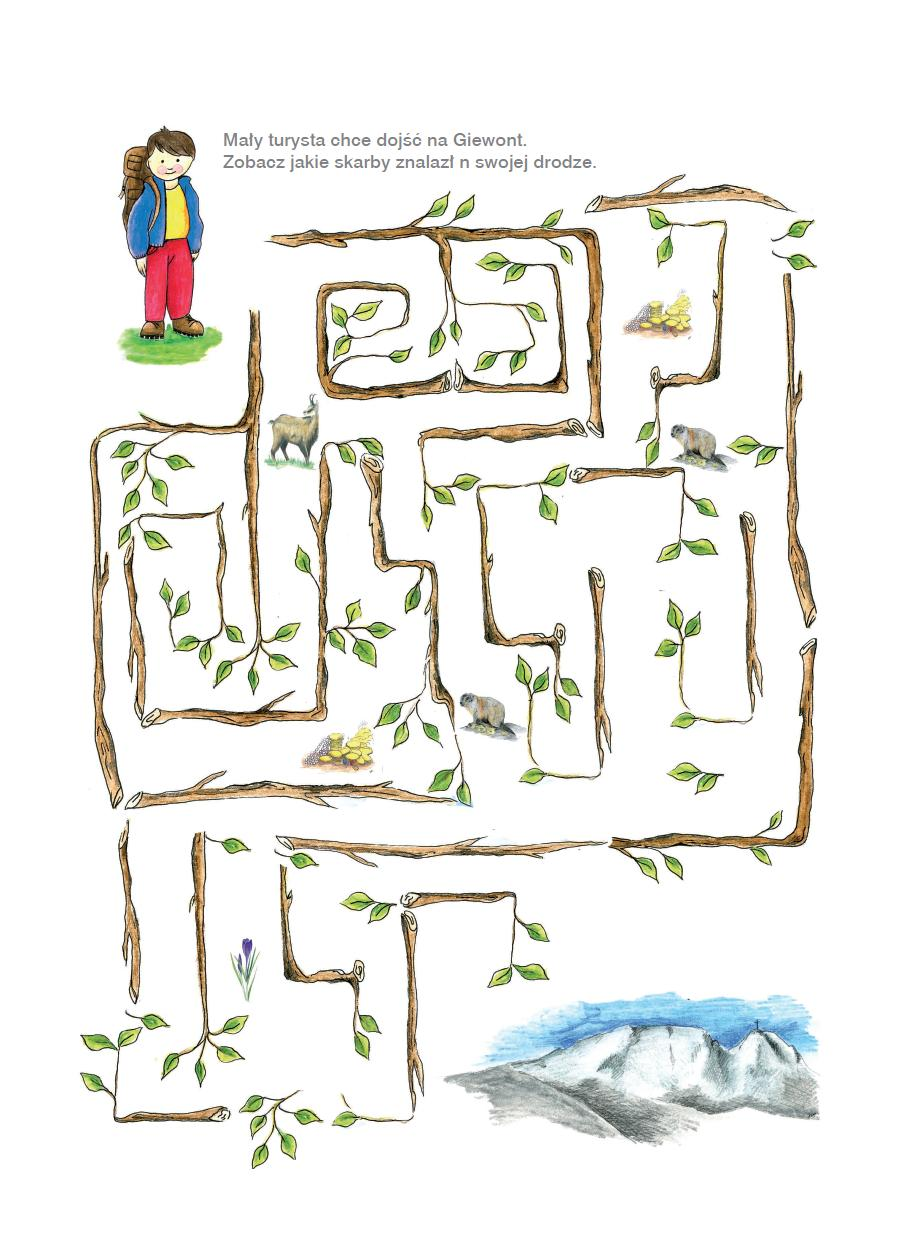 Mały turysta chce dojść na Giewont.
Zobacz jakie skarby znalazł n swojej drodze.